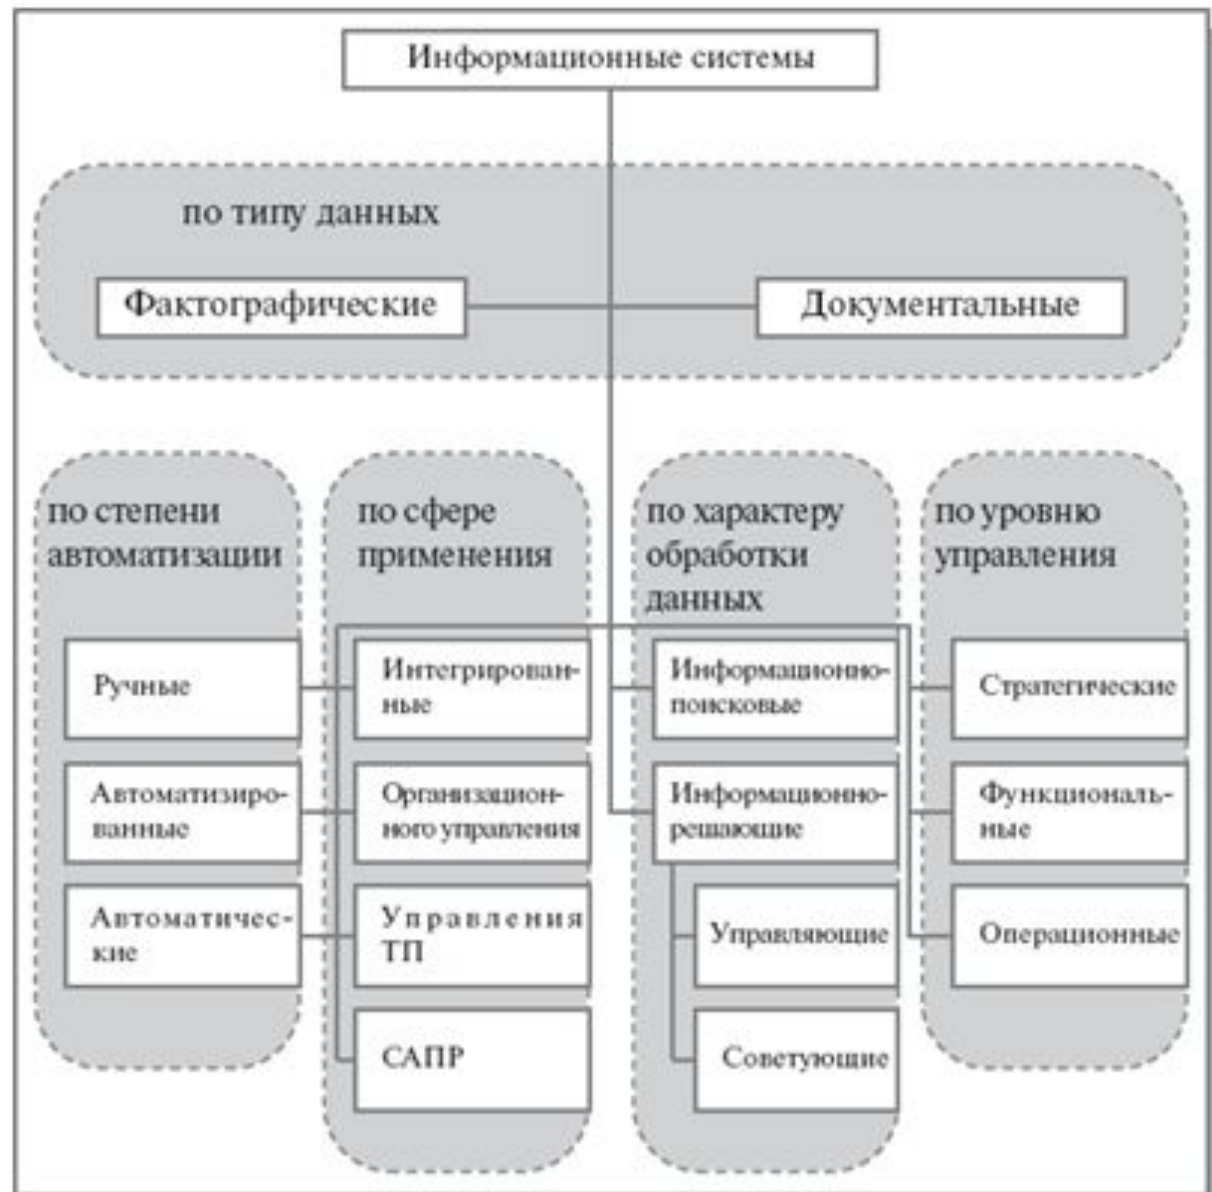 Информационные системы
по типу данных
Фактографические
Документальные
по степени
автоматизации
Ручные
Автоматизиро-
ванные
Автоматичес-
кие
по сфере
применения
Интегрирован-
ные
Организацион-
ного управления
Управления
ТП
САПР
по характеру
обработки
данных
Информационно-
поисковые
Информационно-
решающие
Управляющие
Советующие
по уровню
управления
Стратегические
Функциональ-
ные
Операционные